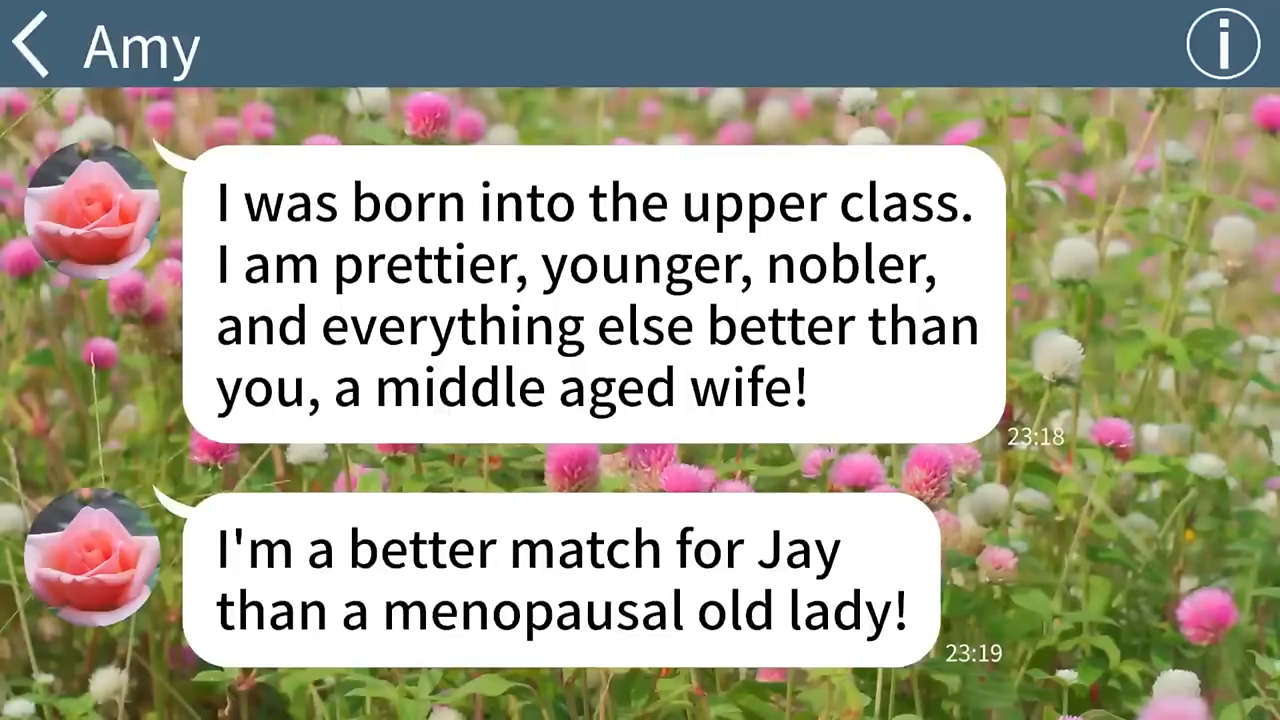 Amy
I was born into the upper class.
I am prettier, younger, nobler,
and everything else better than
you, a middle aged wife!
23:18
I'm a better match for Jay
than a menopausal old lady!
23:19